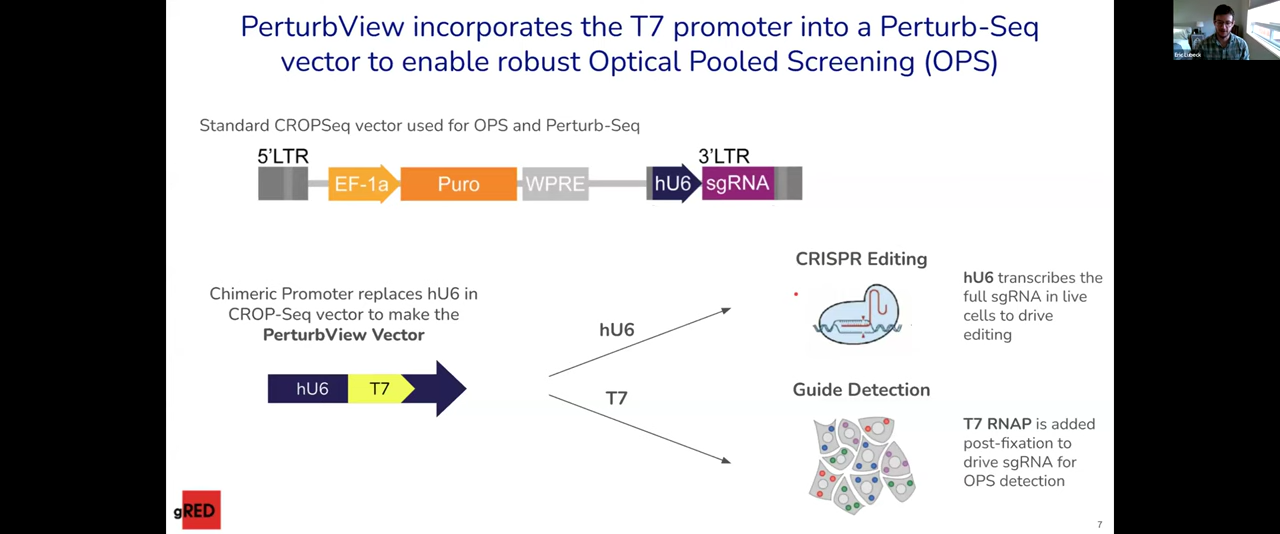 PerturbView incorporates the T7 promoter into a Perturb-Seq
vector to enable robust Optical Pooled Screening (OPS)
Standard CROPSeq vector used for OPS and Perturb-Seq
5'LTR
3'LTR
EF-1a
Puro
WPRE
hU6
sgRNA
Chimeric Promoter replaces hU6 in
CROP-Seq vector to make the
PerturbView Vector
hU6
T7
hU6
T7
CRISPR Editing
hU6 transcribes the
full sgRNA in live
cells to drive
editing
Guide Detection
T7 RNAP is added
post-fixation to
drive sgRNA for
OPS detection
gRED
7
Eric Lubeck